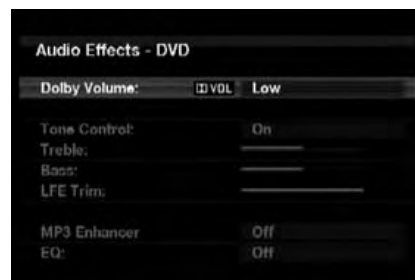 Audio Effects - DVD
Dolby Volume: VOL Low
Tone Control: On
Treble:
Bass:
LFE Trim:
MP3 Enhancer Off
EQ: Off